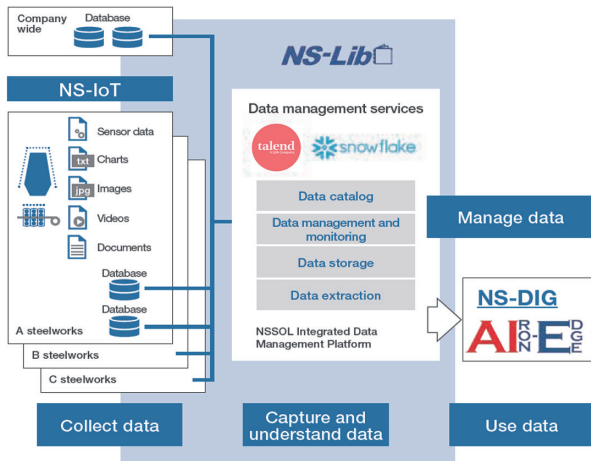 Company
wide
Database
NS-Lib
NS-IoT
Sensor data
txt
Charts
jpg
Images
Videos
Documents
Database
Database
A steelworks
B steelworks
C steelworks
Data management services
talend
snowflake
Data catalog
Data management and
monitoring
Data storage
Data extraction
NSSOL Integrated Data
Management Platform
Manage data
NS-DIG
AIRON-EDGE
Collect data
Capture and
understand data
Use data